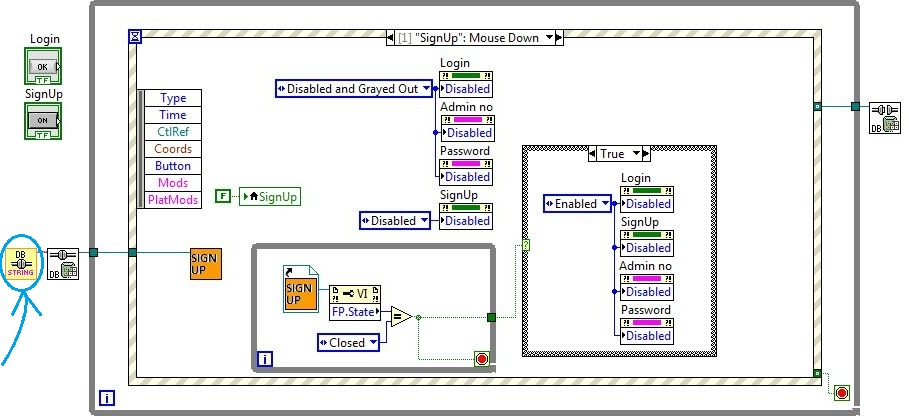 Login
OK
TF
SignUp
ON
TF
[1] "SignUp": Mouse Down
Type
Time
CtlRef
Coords
Button
Mods
PlatMods
F
SignUp
Disabled and Grayed Out
Login
Disabled
Admin no
Disabled
Password
Disabled
SignUp
Disabled
Disabled
True
Enabled
Login
Disabled
SignUp
Disabled
Admin no
Disabled
Password
Disabled
?
DB
STRING
DB
SIGN
UP
SIGN
UP
VI
FP.State
=
Closed
i
i
DB